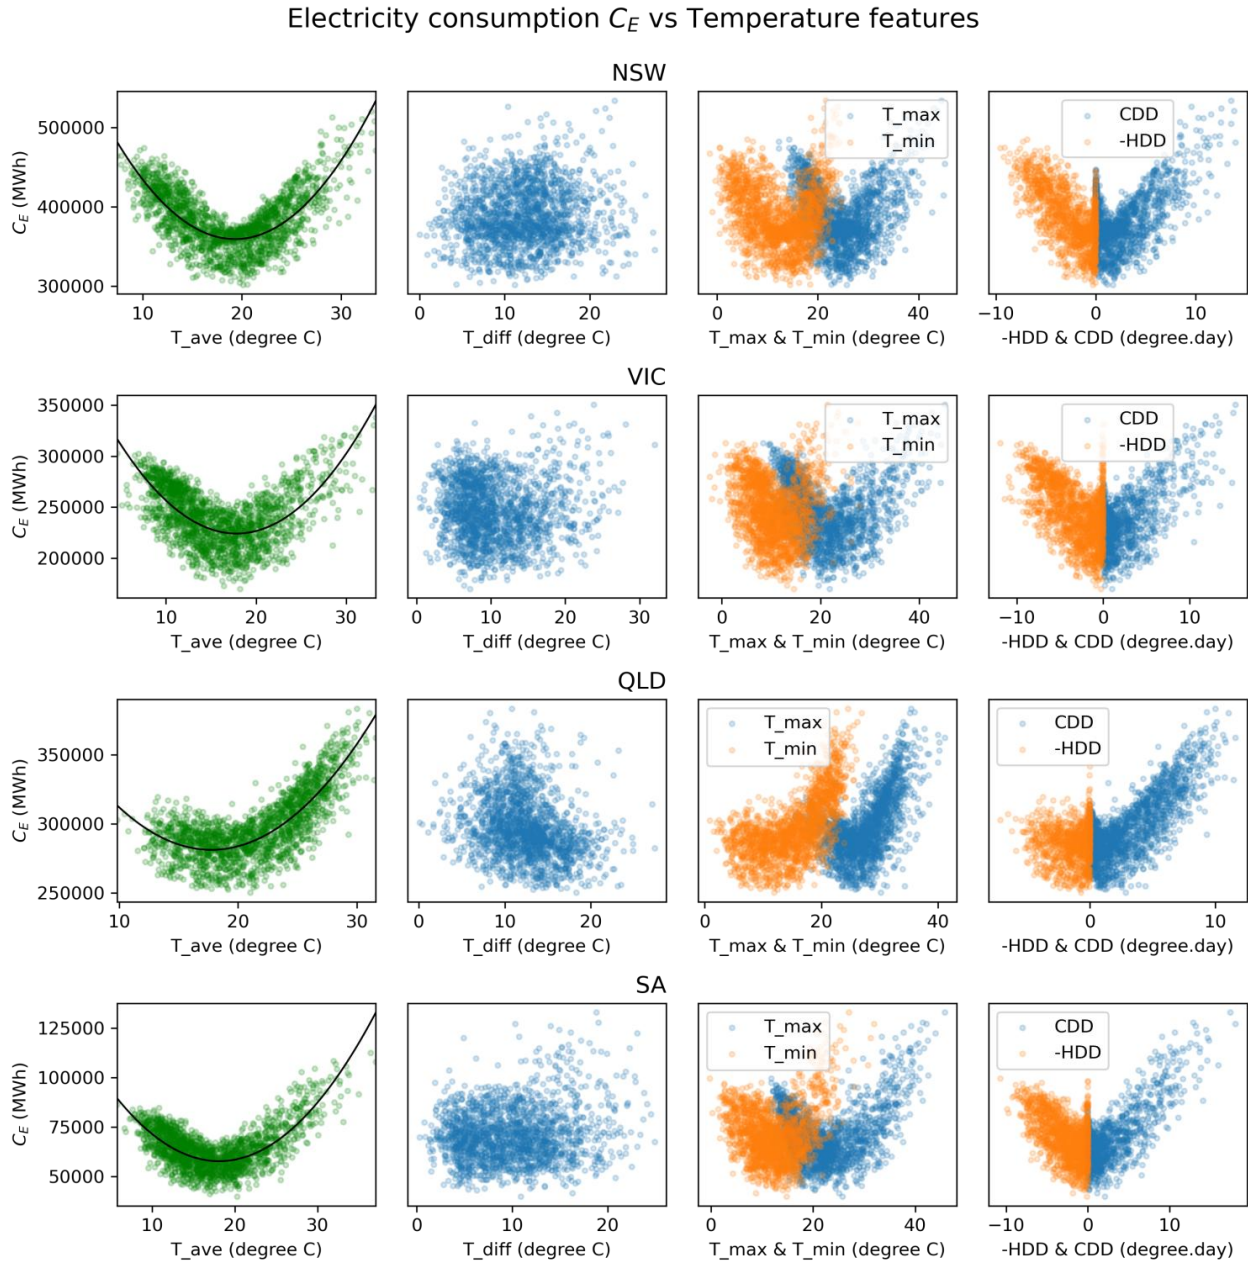 Electricity consumption C_E vs Temperature features
NSW
500000
400000
300000
C_E (MWh)
10 20 30
T_ave (degree C)
0 10 20
T_diff (degree C)
T_max
T_min
0 20 40
T_max & T_min (degree C)
CDD
-HDD
−10 0 10
-HDD & CDD (degree.day)
VIC
350000
300000
250000
200000
C_E (MWh)
10 20 30
T_ave (degree C)
0 10 20 30
T_diff (degree C)
T_max
T_min
0 20 40
T_max & T_min (degree C)
CDD
-HDD
−10 0 10
-HDD & CDD (degree.day)
QLD
350000
300000
250000
C_E (MWh)
10 20 30
T_ave (degree C)
0 10 20
T_diff (degree C)
T_max
T_min
0 20 40
T_max & T_min (degree C)
CDD
-HDD
0 10
-HDD & CDD (degree.day)
SA
125000
100000
75000
50000
C_E (MWh)
10 20 30
T_ave (degree C)
0 10 20
T_diff (degree C)
T_max
T_min
0 20 40
T_max & T_min (degree C)
CDD
-HDD
−10 0 10
-HDD & CDD (degree.day)